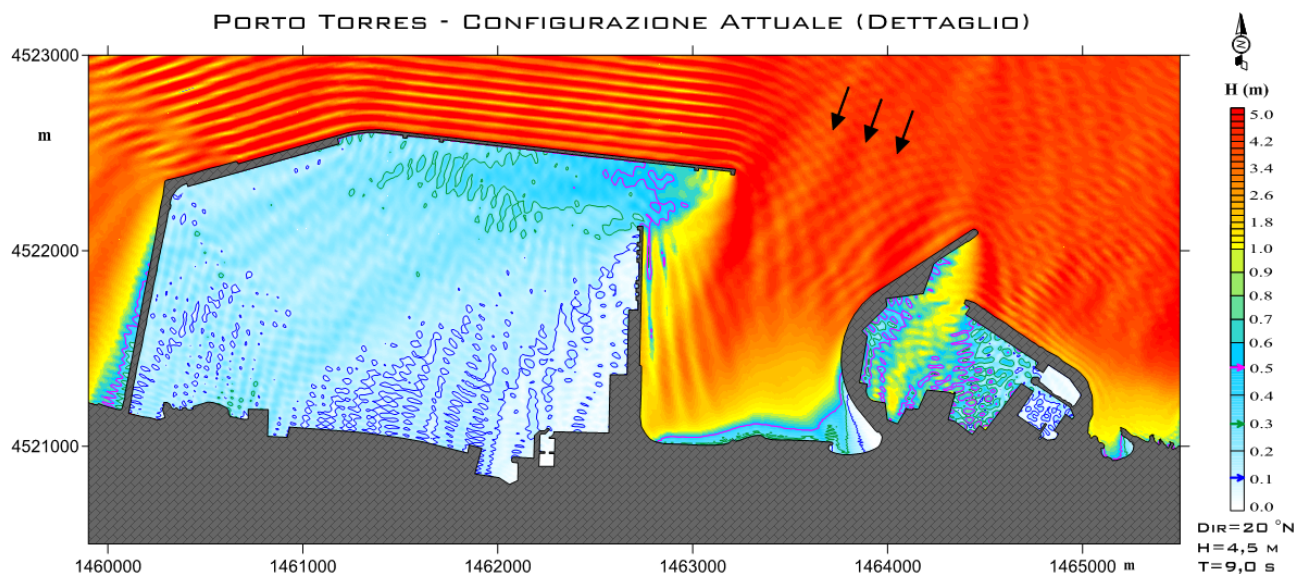 Porto Torres - Configurazione Attuale (Dettaglio)
4523000
m
4522000
4521000
1460000 1461000 1462000 1463000 1464000 1465000 m
N
H (m)
5.0
4.2
3.4
2.6
1.8
1.0
0.9
0.8
0.7
0.6
0.5
0.3
0.2
0.1
0.0
Dir=20 °N
H=4,5 m
T=9,0 s